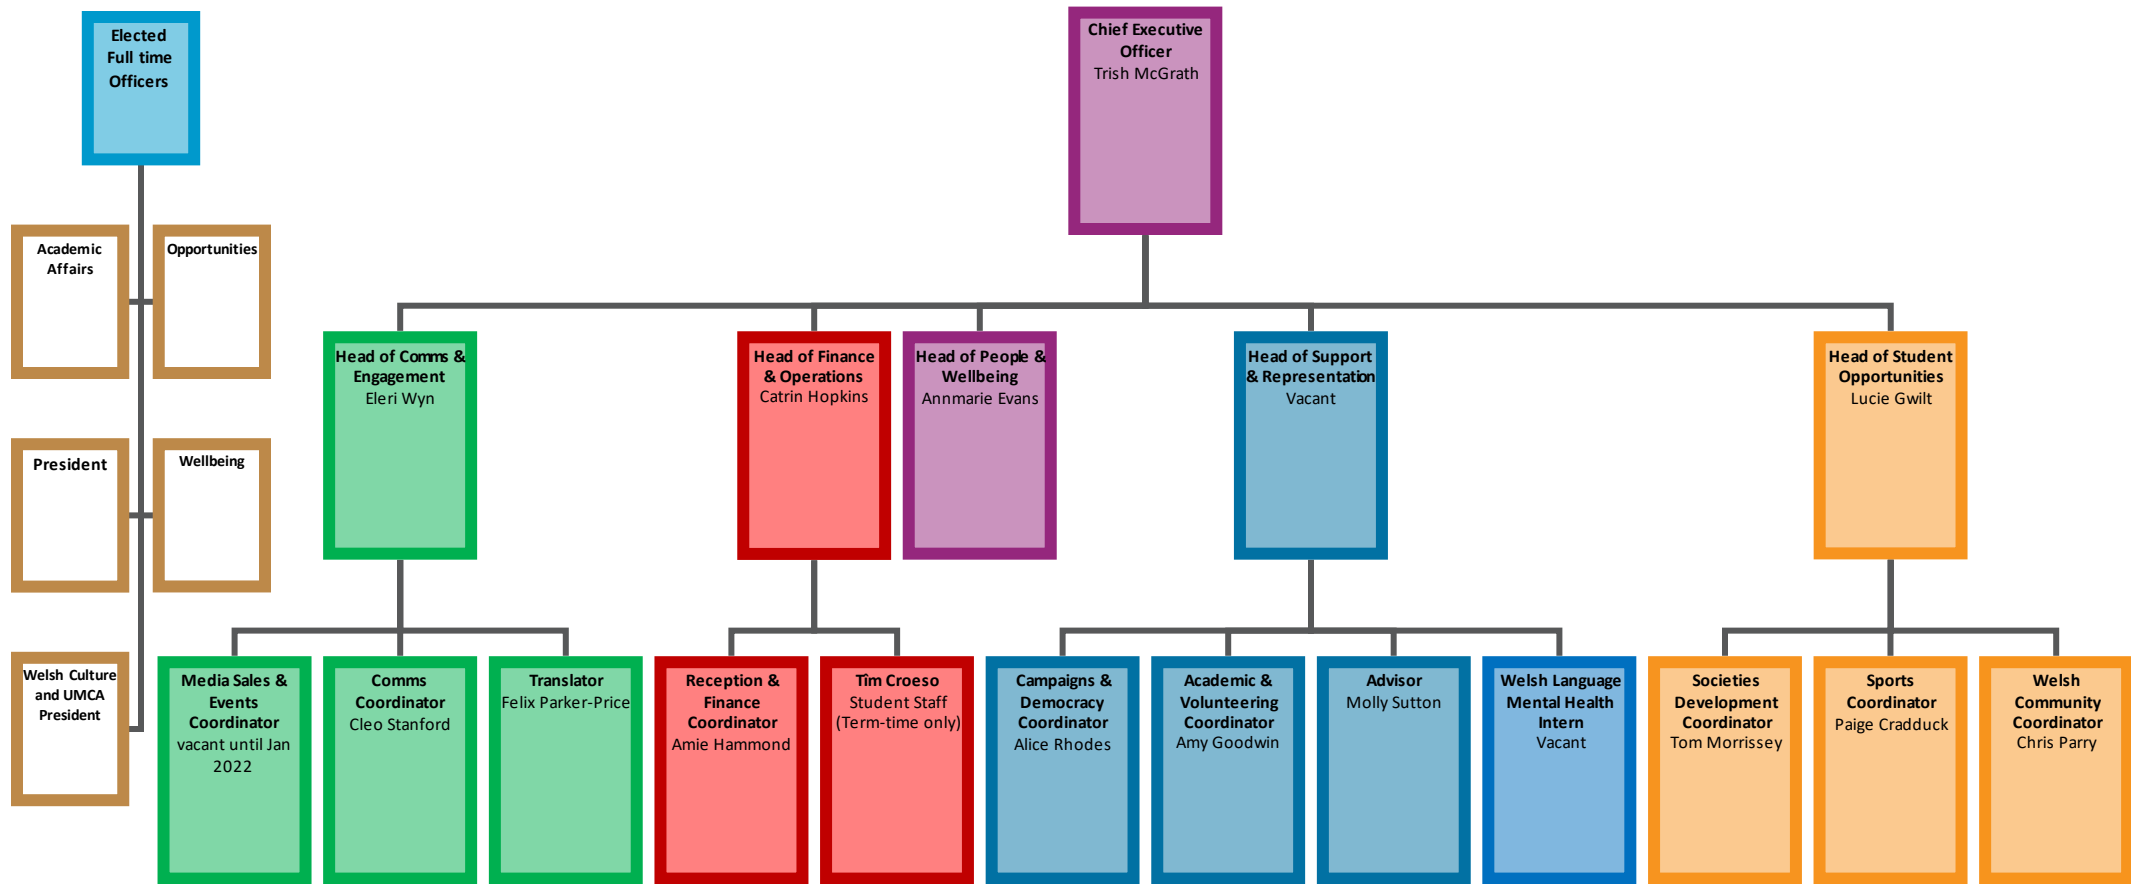 Elected
Full time
Officers
Chief Executive
Officer
Trish McGrath
Academic
Affairs
Opportunities
President
Wellbeing
Welsh Culture
and UMCA
President
Head of Comms &
Engagement
Eleri Wyn
Head of Finance
& Operations
Catrin Hopkins
Head of People &
Wellbeing
Annmarie Evans
Head of Support
& Representation
Vacant
Head of Student
Opportunities
Lucie Gwilt
Media Sales &
Events
Coordinator
vacant until Jan
2022
Comms
Coordinator
Cleo Stanford
Translator
Felix Parker-Price
Reception &
Finance
Coordinator
Amie Hammond
Tîm Croeso
Student Staff
(Term-time only)
Campaigns &
Democracy
Coordinator
Alice Rhodes
Academic &
Volunteering
Coordinator
Amy Goodwin
Advisor
Molly Sutton
Welsh Language
Mental Health
Intern
Vacant
Societies
Development
Coordinator
Tom Morrissey
Sports
Coordinator
Paige Cradduck
Welsh
Community
Coordinator
Chris Parry